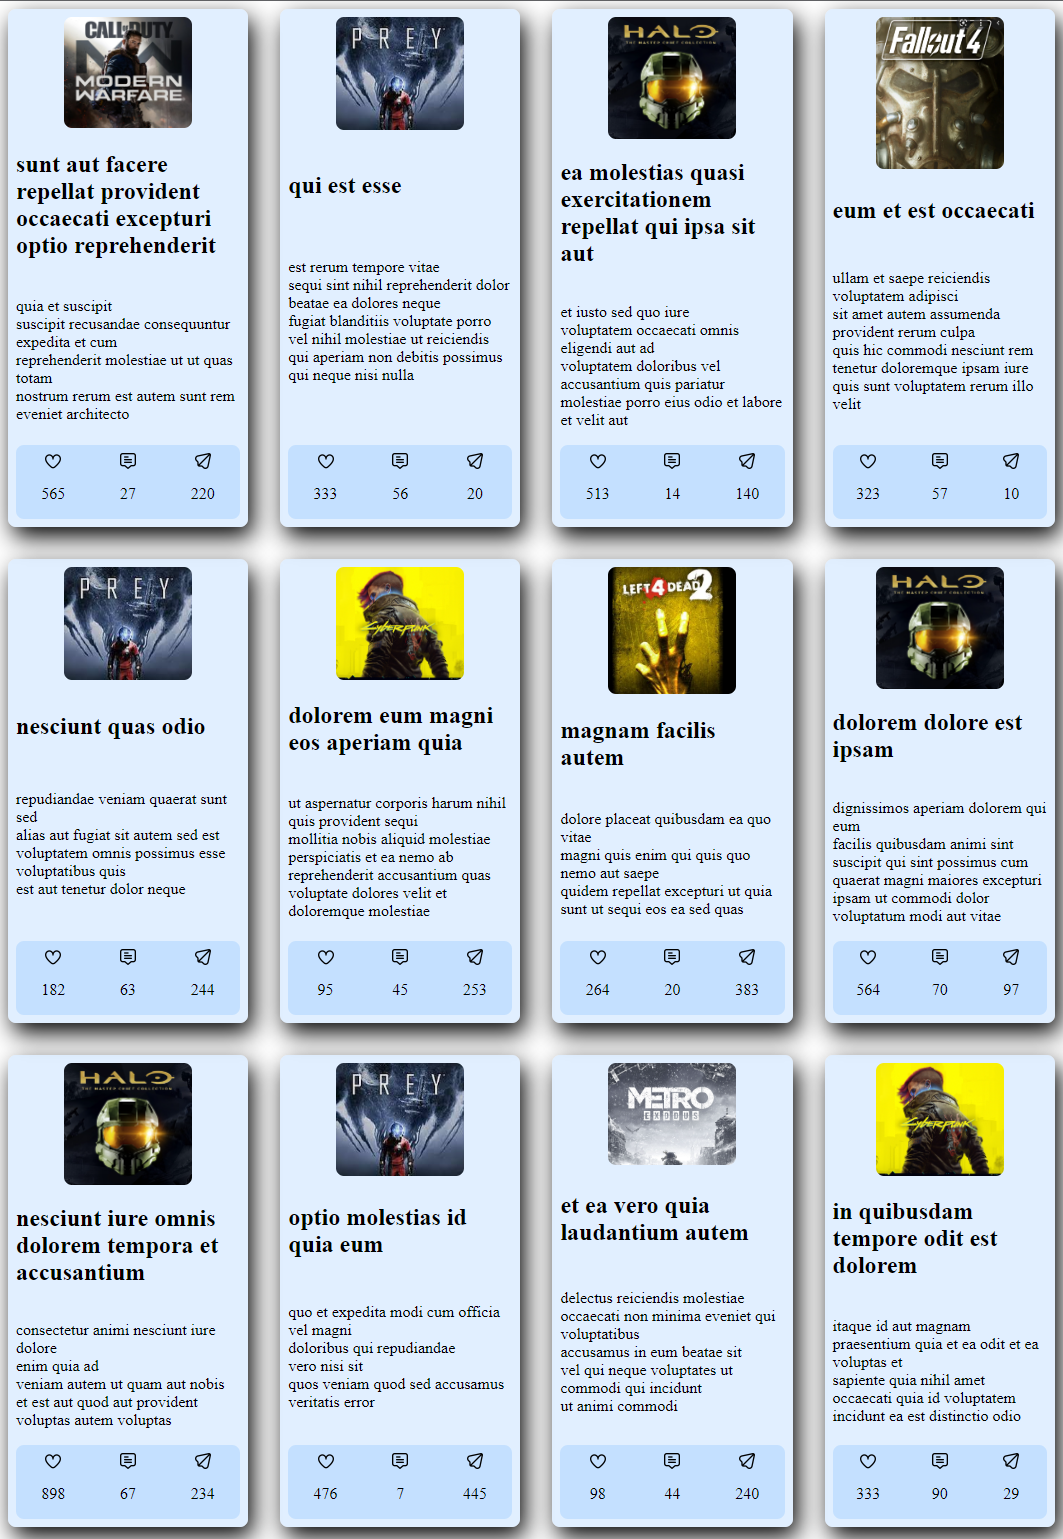 CALL OF DUTY
MODERN
WARFARE
sunt aut facere
repellat provident
occaecati excepturi
optio reprehenderit
quia et suscipit
suscipit recusandae consequuntur
expedita et cum
reprehenderit molestiae ut ut quas
totam
nostrum rerum est autem sunt rem
eveniet architecto
565 27 220
PREY
qui est esse
est rerum tempore vitae
sequi sint nihil reprehenderit dolor
beatae ea dolores neque
fugiat blanditiis voluptate porro
vel nihil molestiae ut reiciendis
qui aperiam non debitis possimus
qui neque nisi nulla
333 56 20
HALO
THE MASTER CHIEF COLLECTION
ea molestias quasi
exercitationem
repellat qui ipsa sit
aut
et iusto sed quo iure
voluptatem occaecati omnis
eligendi aut ad
voluptatem doloribus vel
accusantium quis pariatur
molestiae porro eius odio et labore
et velit aut
513 14 140
Fallout 4
eum et est occaecati
ullam et saepe reiciendis
voluptatem adipisci
sit amet autem assumenda
provident rerum culpa
quis hic commodi nesciunt rem
tenetur doloremque ipsam iure
quis sunt voluptatem rerum illo
velit
323 57 10
PREY
nesciunt quas odio
repudiandae veniam quaerat sunt
sed
alias aut fugiat sit autem sed est
voluptatem omnis possimus esse
voluptatibus quis
est aut tenetur dolor neque
182 63 244
Cyberpunk
dolorem eum magni
eos aperiam quia
ut aspernatur corporis harum nihil
quis provident sequi
mollitia nobis aliquid molestiae
perspiciatis et ea nemo ab
reprehenderit accusantium quas
voluptate dolores velit et
doloremque molestiae
95 45 253
LEFT 4 DEAD 2
magnam facilis
autem
dolore placeat quibusdam ea quo
vitae
magni quis enim qui quis quo
nemo aut saepe
quidem repellat excepturi ut quia
sunt ut sequi eos ea sed quas
264 20 383
HALO
THE MASTER CHIEF COLLECTION
dolorem dolore est
ipsam
dignissimos aperiam dolorem qui
eum
facilis quibusdam animi sint
suscipit qui sint possimus cum
quaerat magni maiores excepturi
ipsam ut commodi dolor
voluptatum modi aut vitae
564 70 97
HALO
THE MASTER CHIEF COLLECTION
nesciunt iure omnis
dolorem tempora et
accusantium
consectetur animi nesciunt iure
dolore
enim quia ad
veniam autem ut quam aut nobis
et est aut quod aut provident
voluptas autem voluptas
898 67 234
PREY
optio molestias id
quia eum
quo et expedita modi cum officia
vel magni
doloribus qui repudiandae
vero nisi sit
quos veniam quod sed accusamus
veritatis error
476 7 445
METRO
EXODUS
et ea vero quia
laudantium autem
delectus reiciendis molestiae
occaecati non minima eveniet qui
voluptatibus
accusamus in eum beatae sit
vel qui neque voluptates ut
commodi qui incidunt
ut animi commodi
98 44 240
Cyberpunk
in quibusdam
tempore odit est
dolorem
itaque id aut magnam
praesentium quia et ea odit et ea
voluptas et
sapiente quia nihil amet
occaecati quia id voluptatem
incidunt ea est distinctio odio
333 90 29